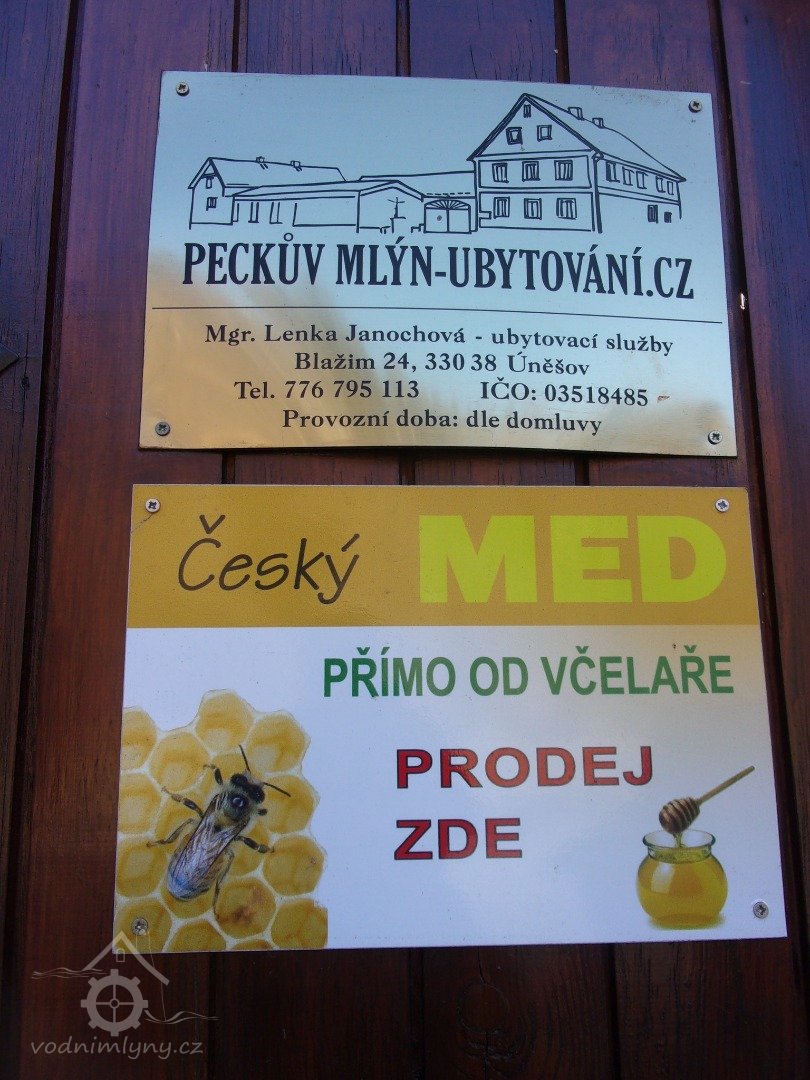 PECKŮV MLÝN-UBYTOVÁNÍ.CZ
Mgr. Lenka Janochová - ubytovací služby
Blažim 24, 330 38 Úněšov
Tel. 776 795 113 IČO: 03518485
Provozní doba: dle domluvy
Český MED
PŘÍMO OD VČELAŘE
PRODEJ
ZDE
vodnimlyny.cz